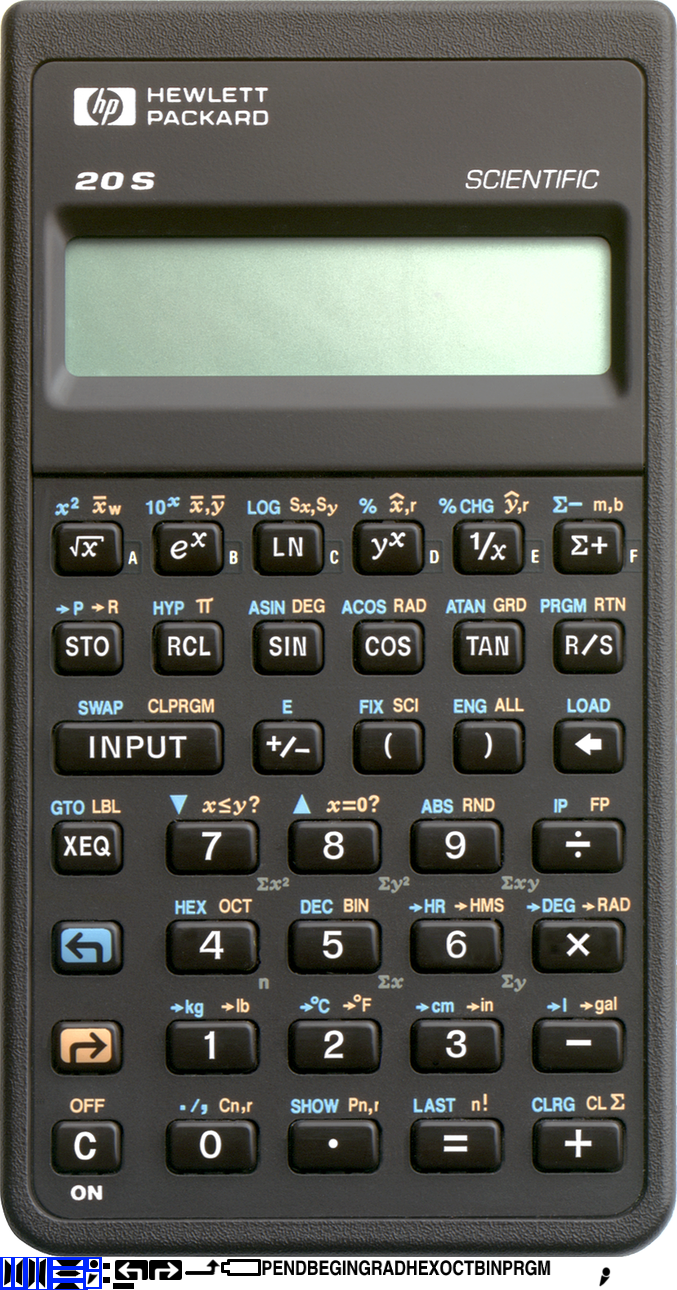 hp HEWLETT
PACKARD
20S SCIENTIFIC
x² x̄w 10ˣ x̄,ȳ LOG Sx,Sy % x̂,r %CHG ŷ,r Σ− m,b
√x A eˣ B LN C yˣ D 1/x E Σ+ F
→P →R HYP π ASIN DEG ACOS RAD ATAN GRD PRGM RTN
STO RCL SIN COS TAN R/S
SWAP CLPRGM E FIX SCI ENG ALL LOAD
INPUT +/− ( ) ←
GTO LBL ▼ x≤y? ▲ x=0? ABS RND IP FP
XEQ 7 8 9 ÷
Σx² Σy² Σxy
HEX OCT DEC BIN →HR →HMS →DEG →RAD
4 5 6 ×
n Σx Σy
→kg →lb →°C →°F →cm →in →l →gal
1 2 3 −
OFF ./, Cn,r SHOW Pn,r LAST n! CLRG CLΣ
C 0 · = +
ON
PENDBEGINGRADHEXOCTBINPRGM ;